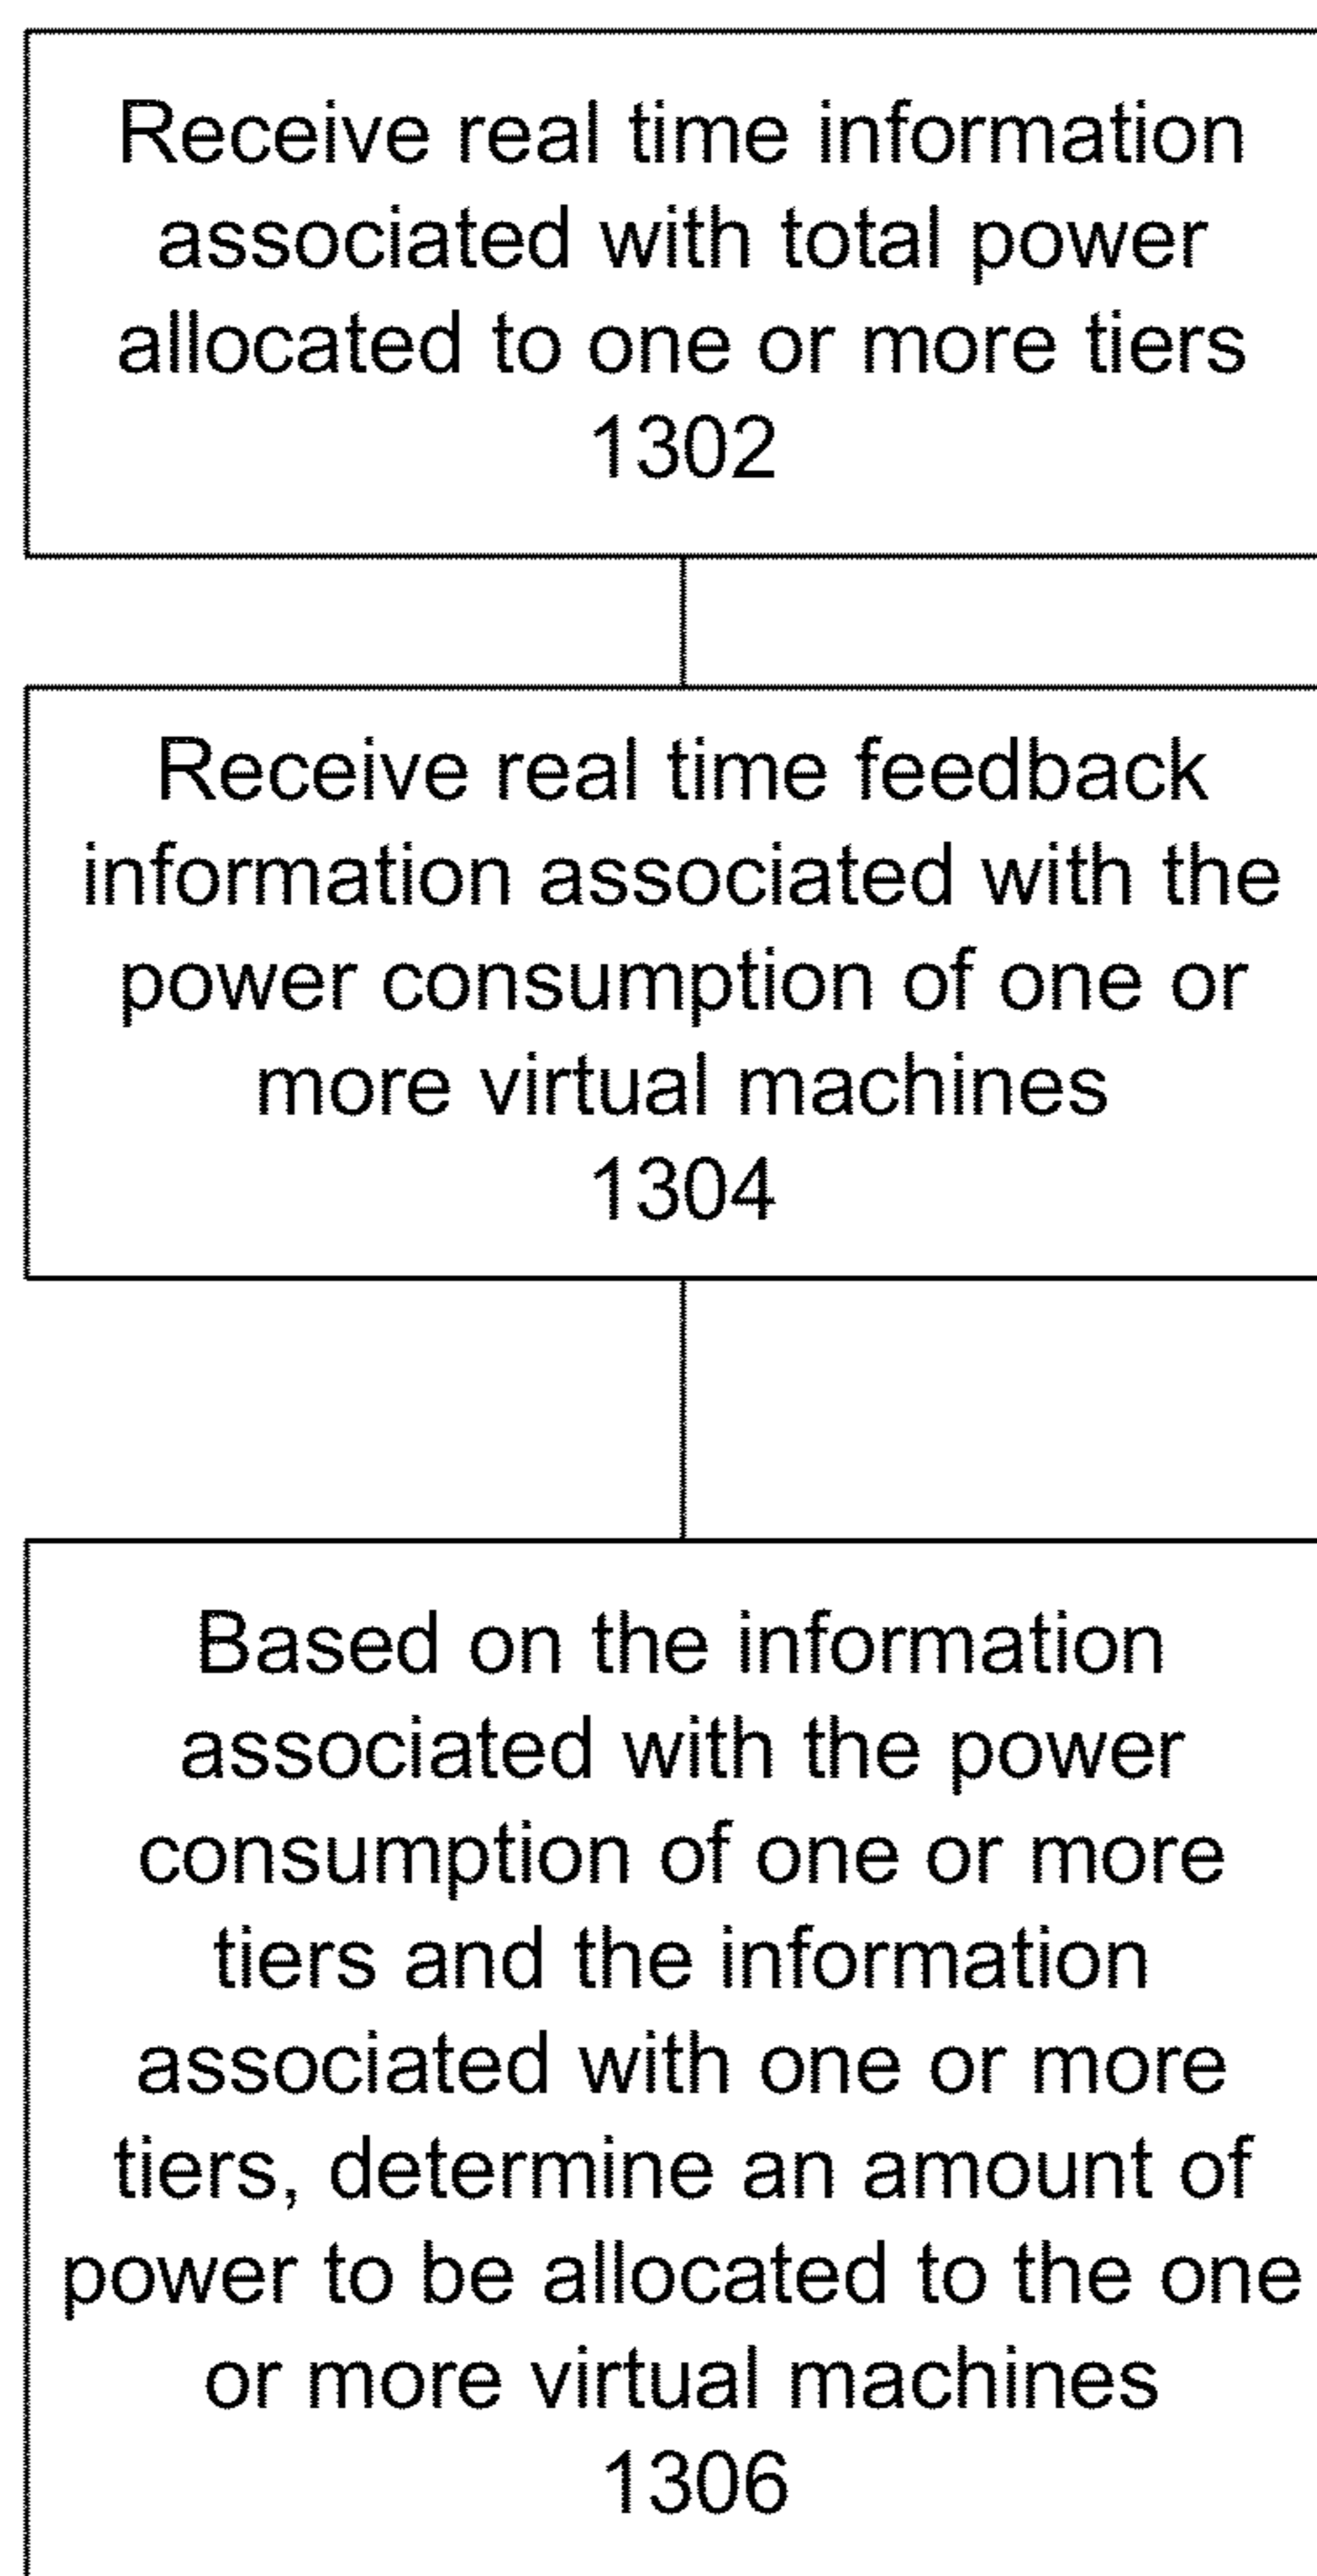 Receive real time information
associated with total power
allocated to one or more tiers
1302
Receive real time feedback
information associated with the
power consumption of one or
more virtual machines
1304
Based on the information
associated with the power
consumption of one or more
tiers and the information
associated with one or more
tiers, determine an amount of
power to be allocated to the one
or more virtual machines
1306